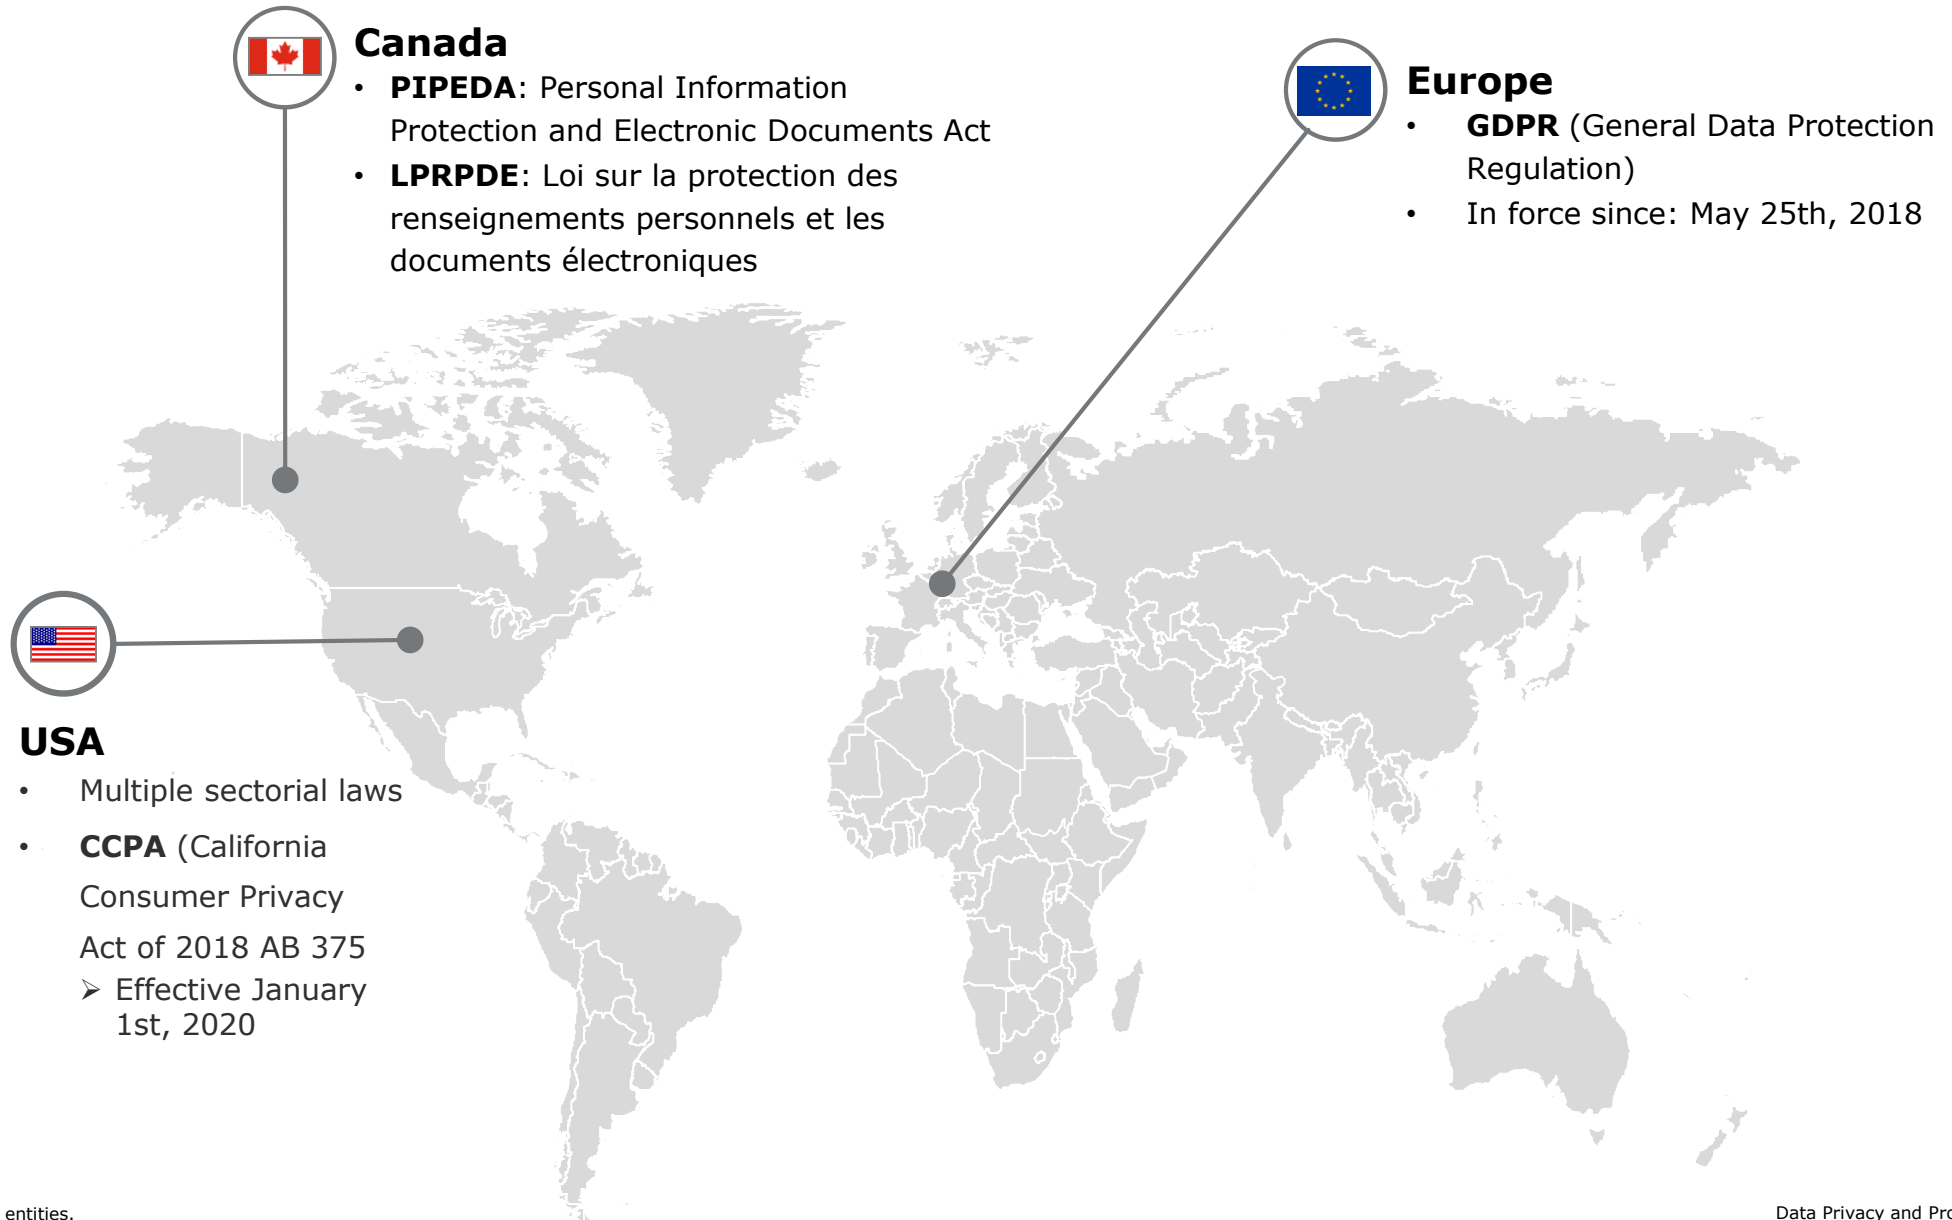 Canada
• PIPEDA: Personal Information
Protection and Electronic Documents Act
• LPRPDE: Loi sur la protection des
renseignements personnels et les
documents électroniques
Europe
• GDPR (General Data Protection
Regulation)
• In force since: May 25th, 2018
USA
• Multiple sectorial laws
• CCPA (California
Consumer Privacy
Act of 2018 AB 375
➢ Effective January
1st, 2020
entities.
Data Privacy and Pro